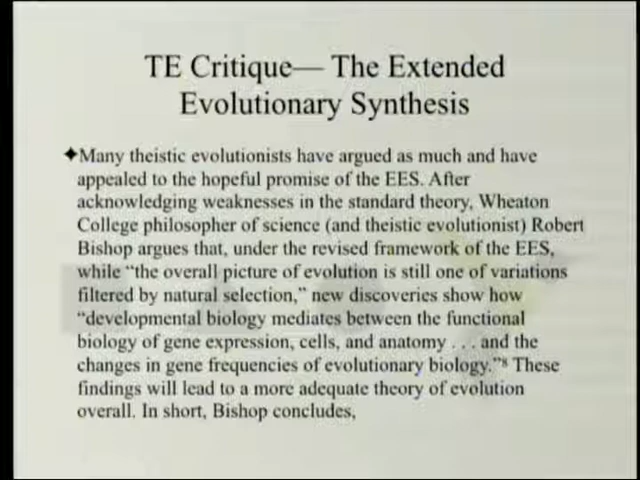 TE Critique— The Extended
Evolutionary Synthesis
✦Many theistic evolutionists have argued as much and have
appealed to the hopeful promise of the EES. After
acknowledging weaknesses in the standard theory, Wheaton
College philosopher of science (and theistic evolutionist) Robert
Bishop argues that, under the revised framework of the EES,
while “the overall picture of evolution is still one of variations
filtered by natural selection,” new discoveries show how
“developmental biology mediates between the functional
biology of gene expression, cells, and anatomy . . . and the
changes in gene frequencies of evolutionary biology.”⁸ These
findings will lead to a more adequate theory of evolution
overall. In short, Bishop concludes,